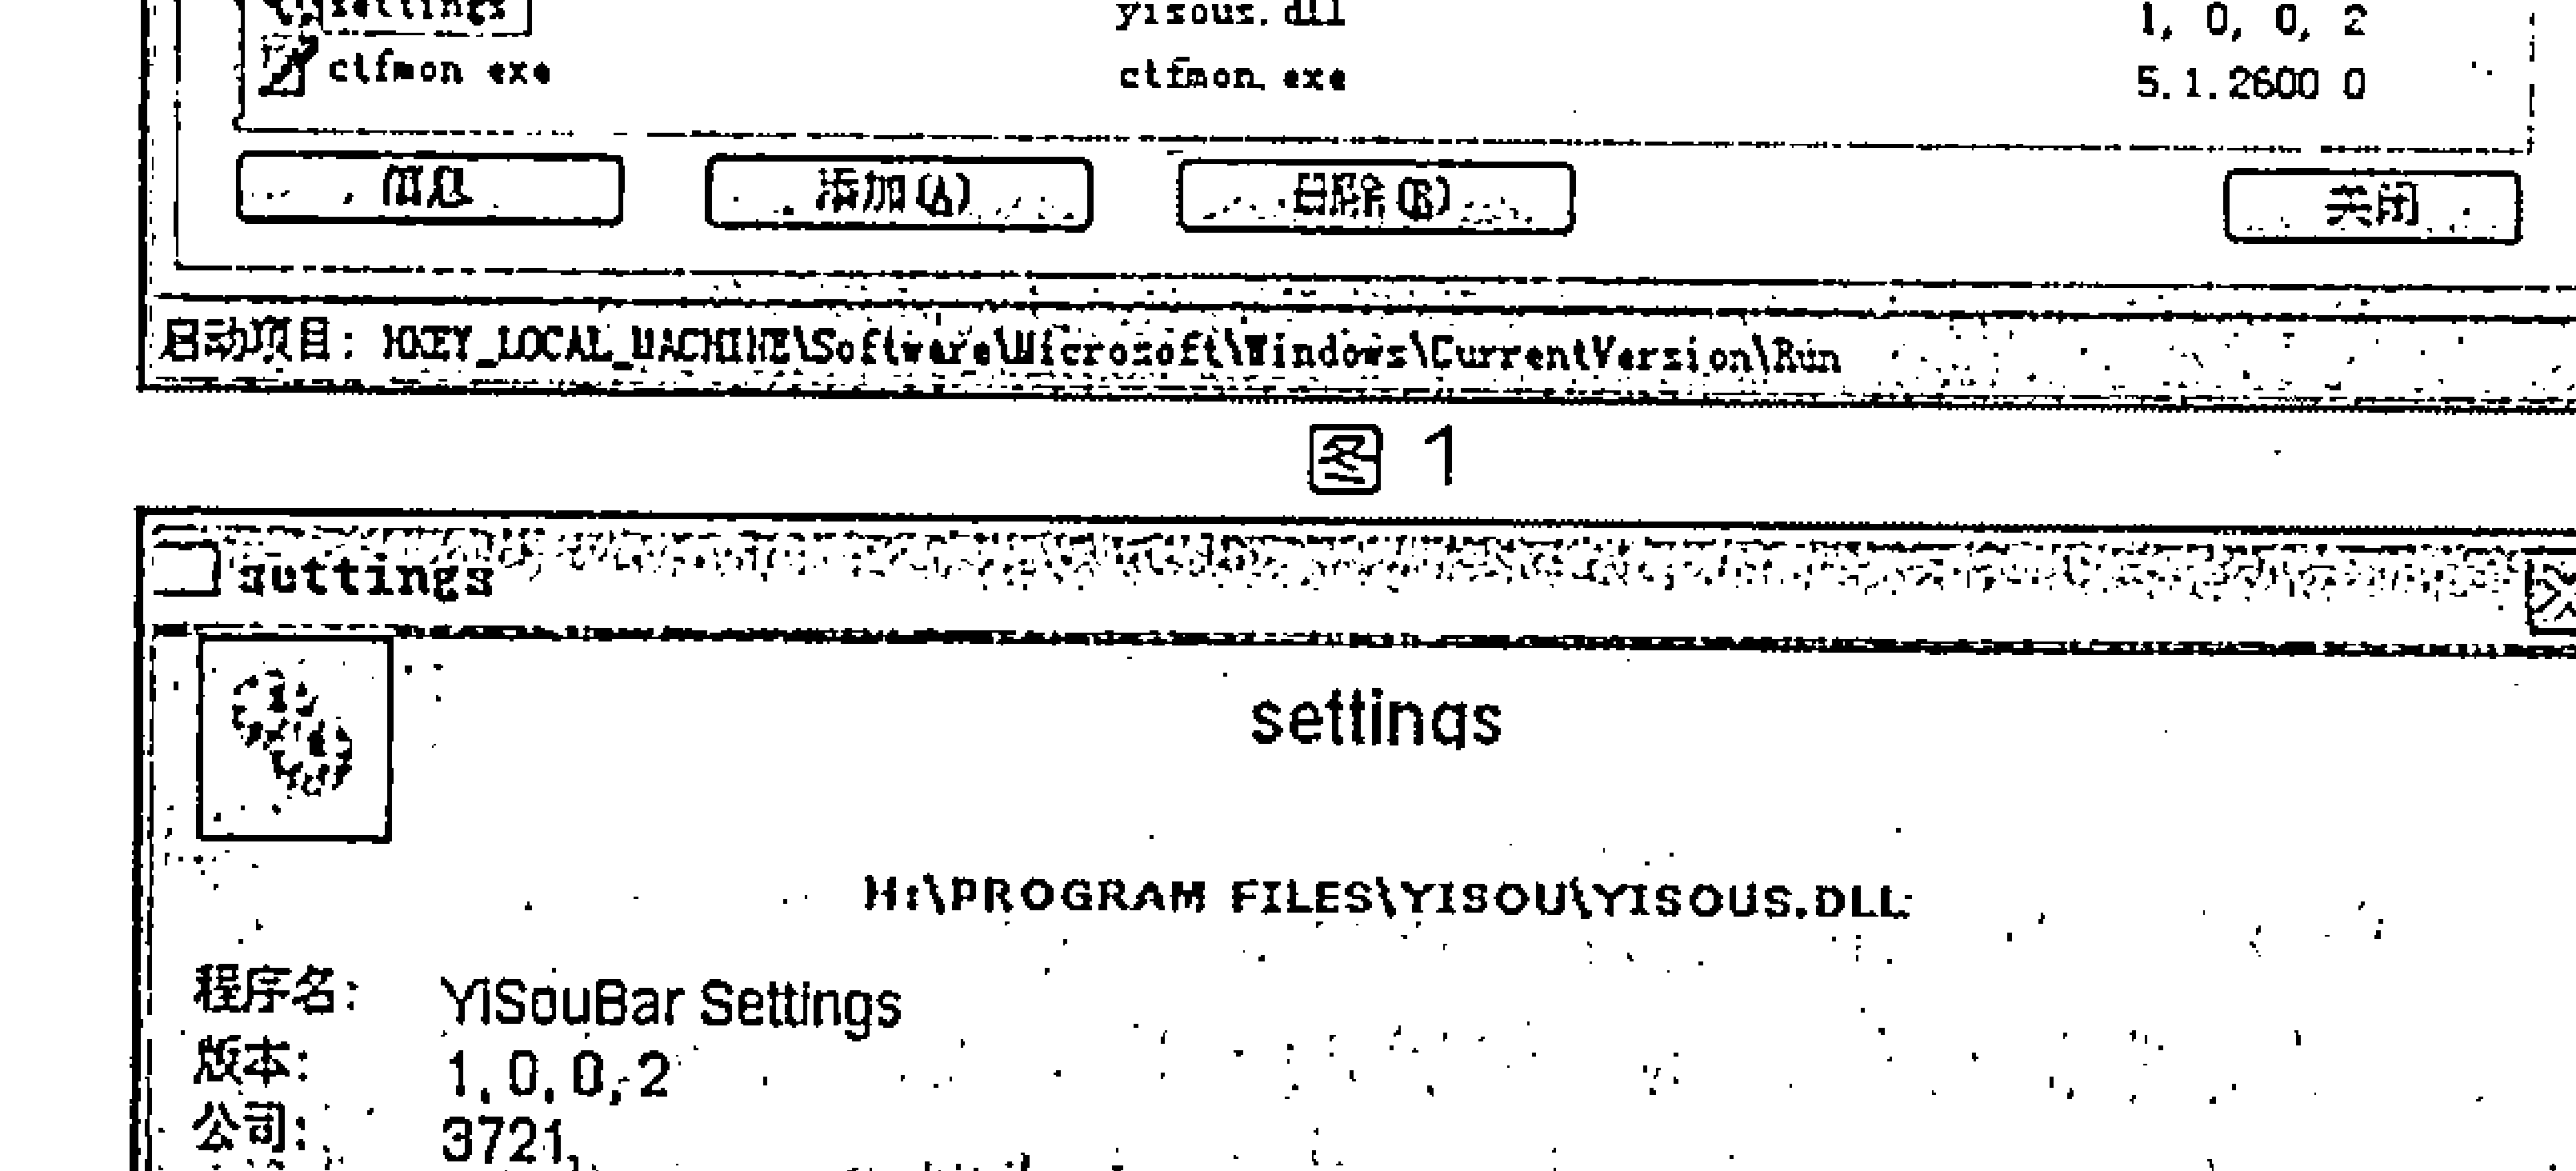 settings yisous.dll 1, 0, 0, 2
ctfmon exe ctfmon.exe 5.1.2600 0
信息 添加(A) 删除(R) 关闭
启动项目: HKEY_LOCAL_MACHINE\Software\Microsoft\Windows\CurrentVersion\Run
图 1
settings
settings
H:\PROGRAM FILES\YISOU\YISOUS.DLL
程序名: YiSouBar Settings
版本: 1, 0, 0, 2
公司: 3721,